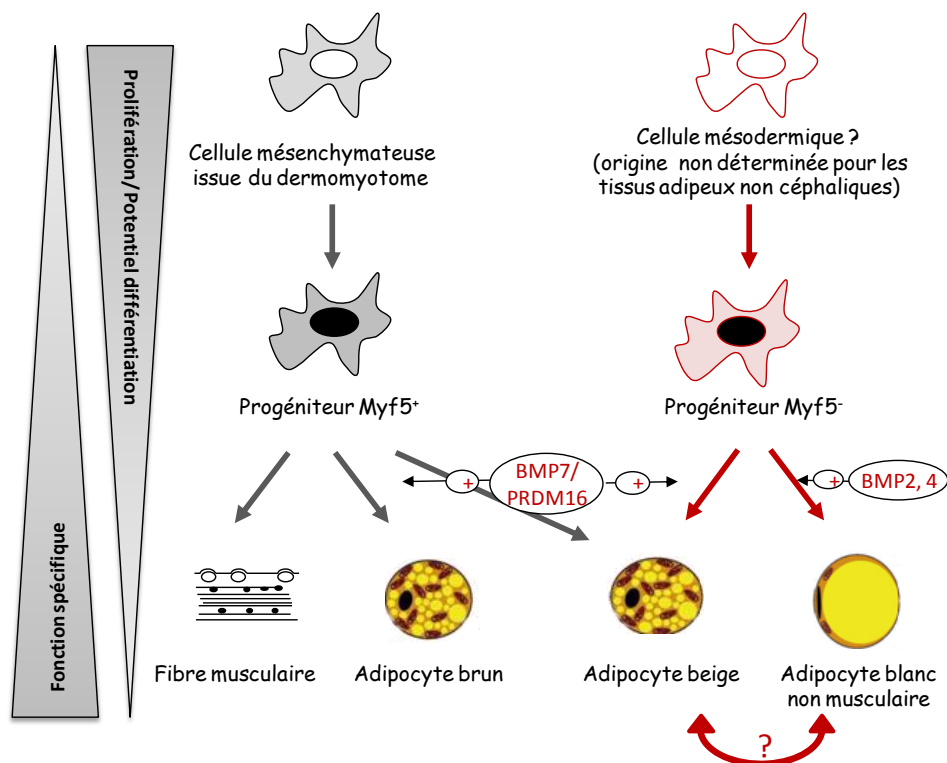 Prolifération/ Potentiel différentiation
Fonction spécifique
Cellule mésenchymateuse
issue du dermomyotome
Cellule mésodermique ?
(origine non déterminée pour les
tissus adipeux non céphaliques)
Progéniteur Myf5⁺
Progéniteur Myf5⁻
+
BMP7/
PRDM16
+
+
BMP2, 4
Fibre musculaire
Adipocyte brun
Adipocyte beige
Adipocyte blanc
non musculaire
?